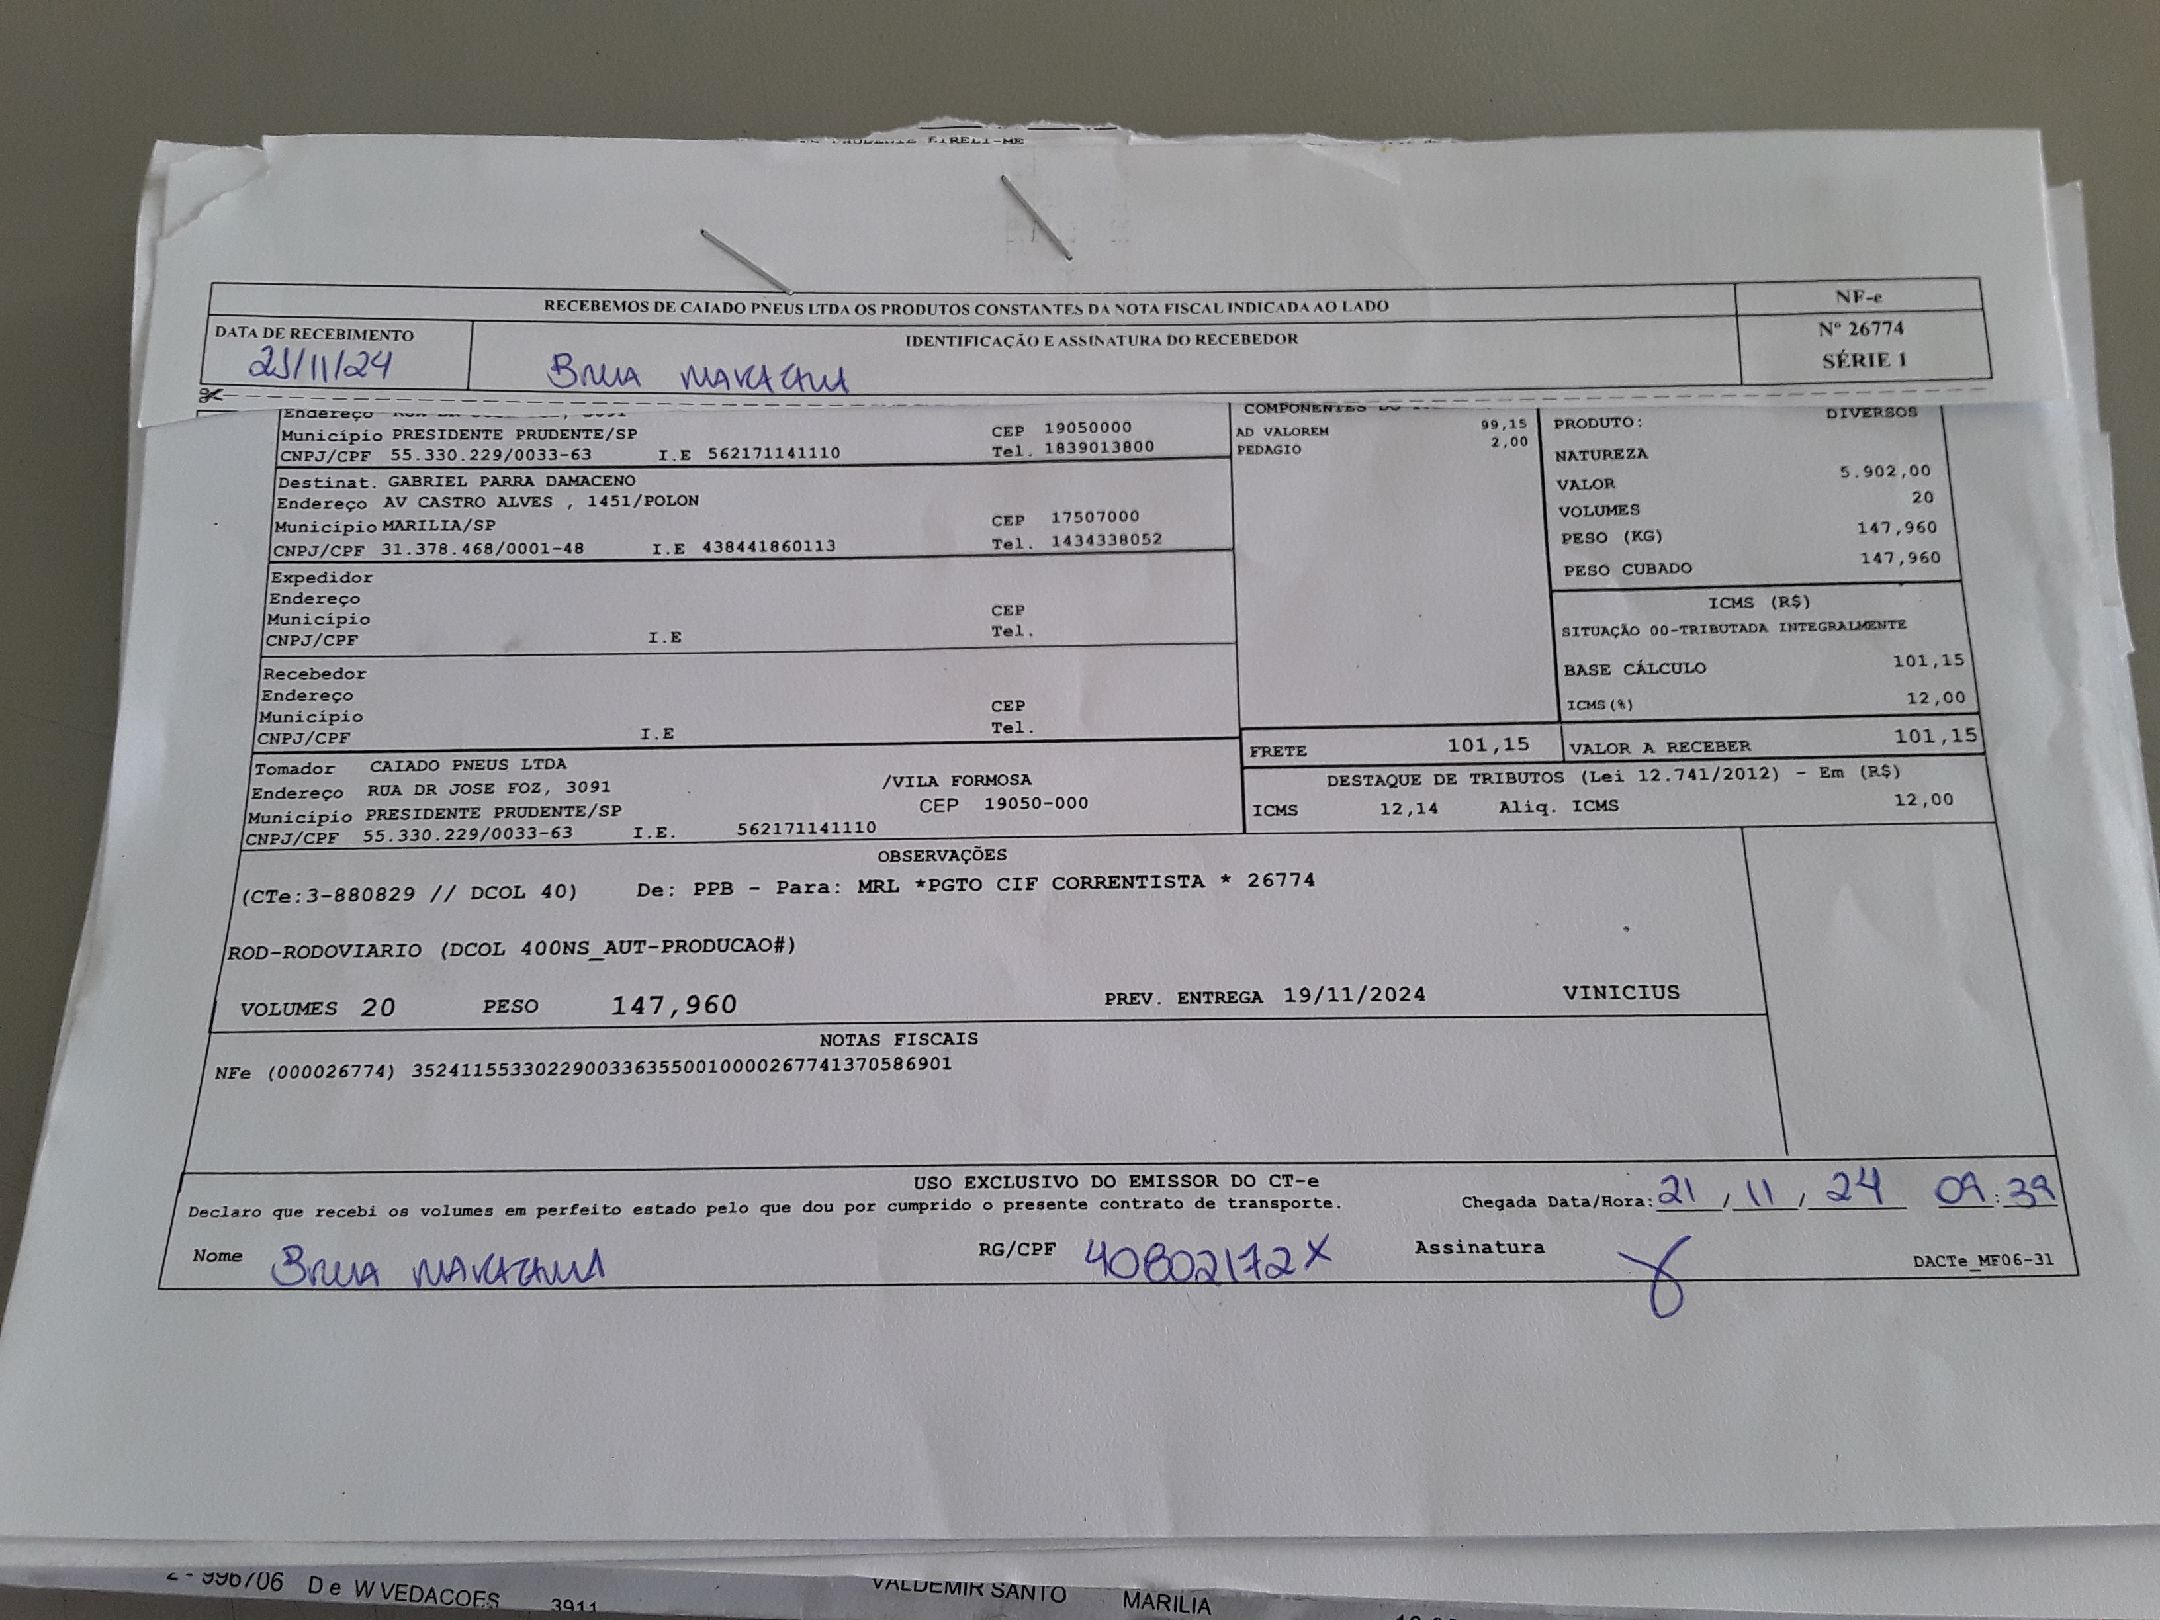 EIRELI-ME
RECEBEMOS DE CAIADO PNEUS LTDA OS PRODUTOS CONSTANTES DA NOTA FISCAL INDICADA AO LADO
NF-e
Nº 26774
SÉRIE 1
DATA DE RECEBIMENTO
21/11/24
IDENTIFICAÇÃO E ASSINATURA DO RECEBEDOR
Endereço
Município PRESIDENTE PRUDENTE/SP CEP 19050000
CNPJ/CPF 55.330.229/0033-63 I.E 562171141110 Tel. 1839013800
Destinat. GABRIEL PARRA DAMACENO
Endereço AV CASTRO ALVES , 1451/POLON
Município MARILIA/SP CEP 17507000
CNPJ/CPF 31.378.468/0001-48 I.E 438441860113 Tel. 1434338052
Expedidor
Endereço
Município CEP
CNPJ/CPF I.E Tel.
Recebedor
Endereço
Município CEP
CNPJ/CPF I.E Tel.
Tomador CAIADO PNEUS LTDA
Endereço RUA DR JOSE FOZ, 3091 /VILA FORMOSA
Município PRESIDENTE PRUDENTE/SP CEP 19050-000
CNPJ/CPF 55.330.229/0033-63 I.E. 562171141110
COMPONENTES
AD VALOREM 99,15
PEDAGIO 2,00
PRODUTO: DIVERSOS
NATUREZA
VALOR 5.902,00
VOLUMES 20
PESO (KG) 147,960
PESO CUBADO 147,960
ICMS (R$)
SITUAÇÃO 00-TRIBUTADA INTEGRALMENTE
BASE CÁLCULO 101,15
ICMS(%) 12,00
FRETE 101,15 VALOR A RECEBER 101,15
DESTAQUE DE TRIBUTOS (Lei 12.741/2012) - Em (R$)
ICMS 12,14 Aliq. ICMS 12,00
OBSERVAÇÕES
(CTe:3-880829 // DCOL 40) De: PPB - Para: MRL *PGTO CIF CORRENTISTA * 26774
ROD-RODOVIARIO (DCOL 400NS_AUT-PRODUCAO#)
VOLUMES 20 PESO 147,960 PREV. ENTREGA 19/11/2024 VINICIUS
NOTAS FISCAIS
NFe (000026774) 35241155330229003363550010000267741370586901
USO EXCLUSIVO DO EMISSOR DO CT-e
Declaro que recebi os volumes em perfeito estado pelo que dou por cumprido o presente contrato de transporte. Chegada Data/Hora: 21/11/24 09:39
Nome RG/CPF 40802172X Assinatura DACTe_MF06-31
996706 De W VEDACOES 3911 VALDEMIR SANTO MARILIA